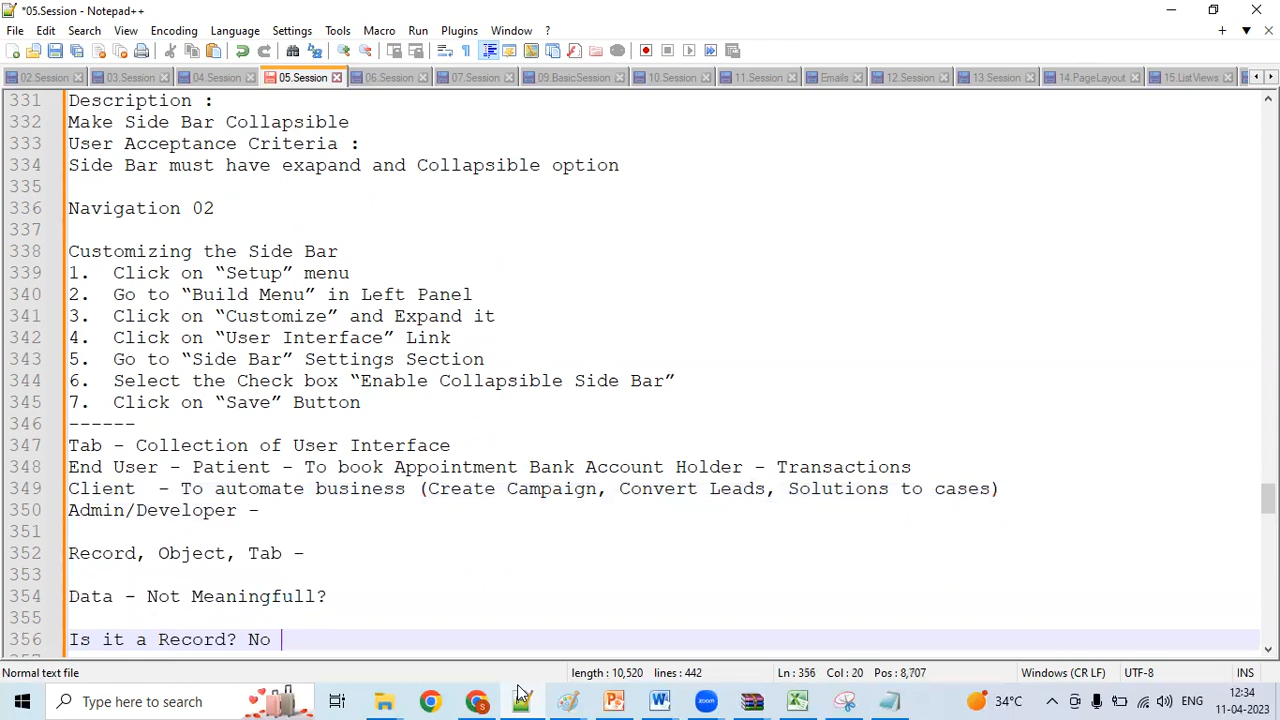 *05.Session - Notepad++
File Edit Search View Encoding Language Settings Tools Macro Run Plugins Window ?
02.Session 03.Session 04.Session 05.Session 06.Session 07.Session 09.BasicSession 10.Session 11.Session Emails 12.Session 13.Session 14.PageLayout 15.ListViews
331 Description :
332 Make Side Bar Collapsible
333 User Acceptance Criteria :
334 Side Bar must have exapand and Collapsible option
335
336 Navigation 02
337
338 Customizing the Side Bar
339 1. Click on “Setup” menu
340 2. Go to “Build Menu” in Left Panel
341 3. Click on “Customize” and Expand it
342 4. Click on “User Interface” Link
343 5. Go to “Side Bar” Settings Section
344 6. Select the Check box “Enable Collapsible Side Bar”
345 7. Click on “Save” Button
346 ------
347 Tab - Collection of User Interface
348 End User - Patient - To book Appointment Bank Account Holder - Transactions
349 Client - To automate business (Create Campaign, Convert Leads, Solutions to cases)
350 Admin/Developer -
351
352 Record, Object, Tab -
353
354 Data - Not Meaningfull?
355
356 Is it a Record? No
Normal text file length : 10,520 lines : 442 Ln : 356 Col : 20 Pos : 8,707 Windows (CR LF) UTF-8 INS
Type here to search 34°C ENG 12:34
11-04-2023